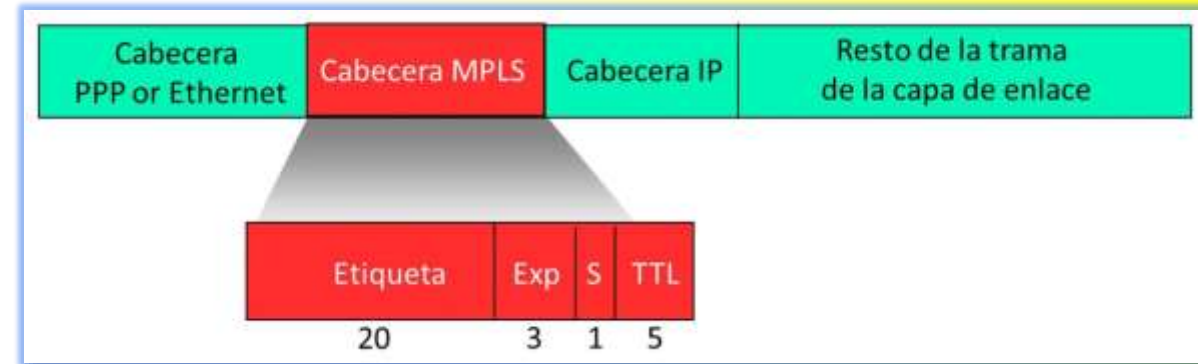 Cabecera
PPP or Ethernet
Cabecera MPLS
Cabecera IP
Resto de la trama
de la capa de enlace
Etiqueta
Exp
S
TTL
20
3
1
5